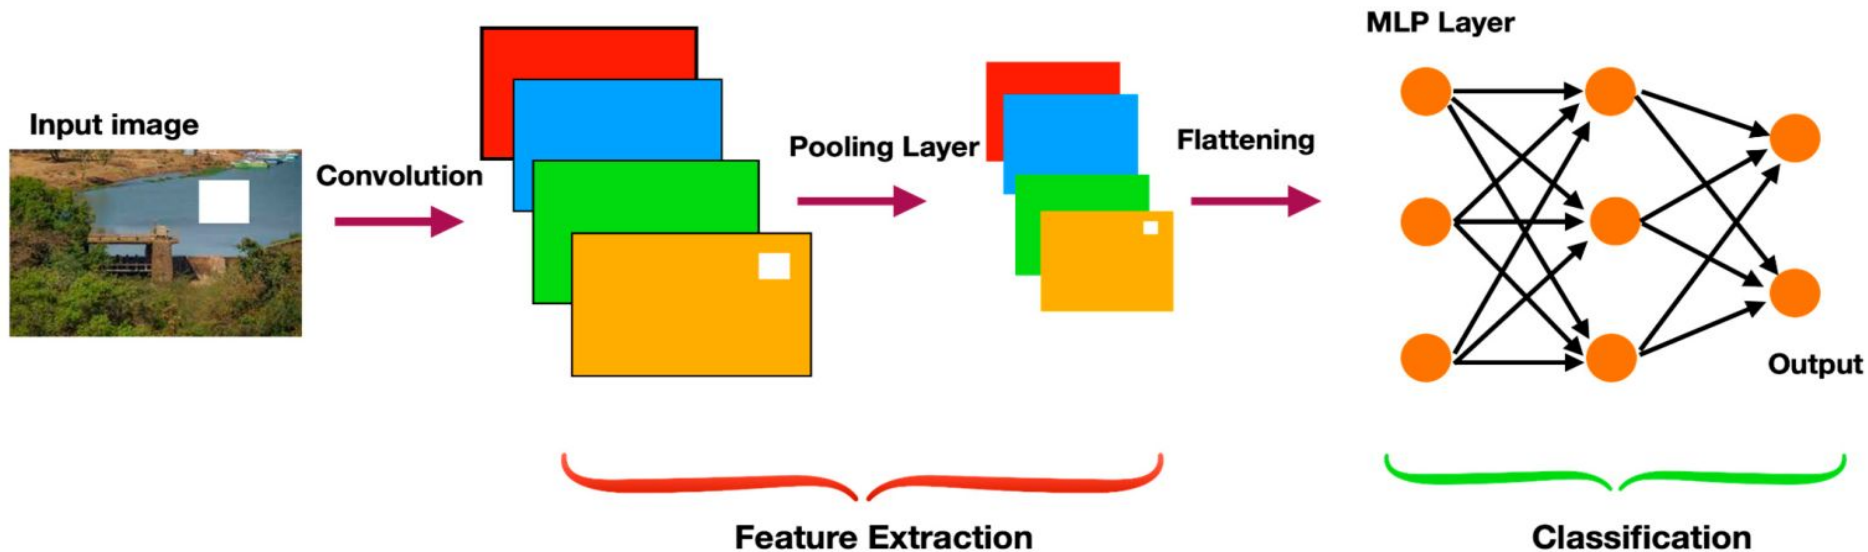 Input image
Convolution
Pooling Layer
Flattening
MLP Layer
Output
Feature Extraction
Classification